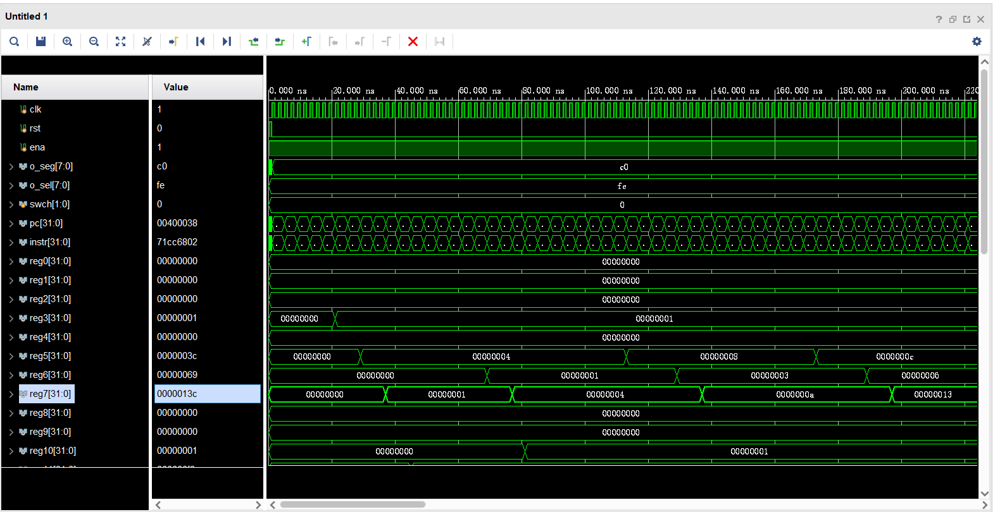 Untitled 1
Name Value
0.000 ns 20.000 ns 40.000 ns 60.000 ns 80.000 ns 100.000 ns 120.000 ns 140.000 ns 160.000 ns 180.000 ns 200.000 ns 220
clk 1
rst 0
ena 1
o_seg[7:0] c0 c0
o_sel[7:0] fe fe
swch[1:0] 0 0
pc[31:0] 00400038
instr[31:0] 71cc6802
reg0[31:0] 00000000 00000000
reg1[31:0] 00000000 00000000
reg2[31:0] 00000000 00000000
reg3[31:0] 00000001 00000000 00000001
reg4[31:0] 00000000 00000000
reg5[31:0] 0000003c 00000000 00000004 00000008 0000000c
reg6[31:0] 00000069 00000000 00000001 00000003 00000006
reg7[31:0] 0000013c 00000000 00000001 00000004 0000000a 00000013
reg8[31:0] 00000000 00000000
reg9[31:0] 00000000 00000000
reg10[31:0] 00000001 00000000 00000001